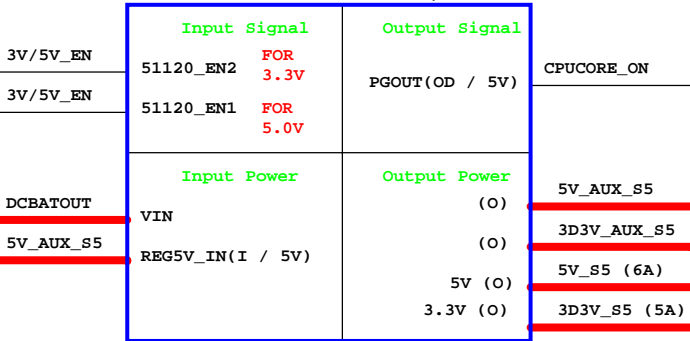 Input Signal
Output Signal
3V/5V_EN
51120_EN2
FOR
3.3V
PGOUT(OD / 5V)
CPUCORE_ON
3V/5V_EN
51120_EN1
FOR
5.0V
Input Power
Output Power
DCBATOUT
VIN
(O)
5V_AUX_S5
5V_AUX_S5
REG5V_IN(I / 5V)
(O)
3D3V_AUX_S5
5V (O)
5V_S5 (6A)
3.3V (O)
3D3V_S5 (5A)